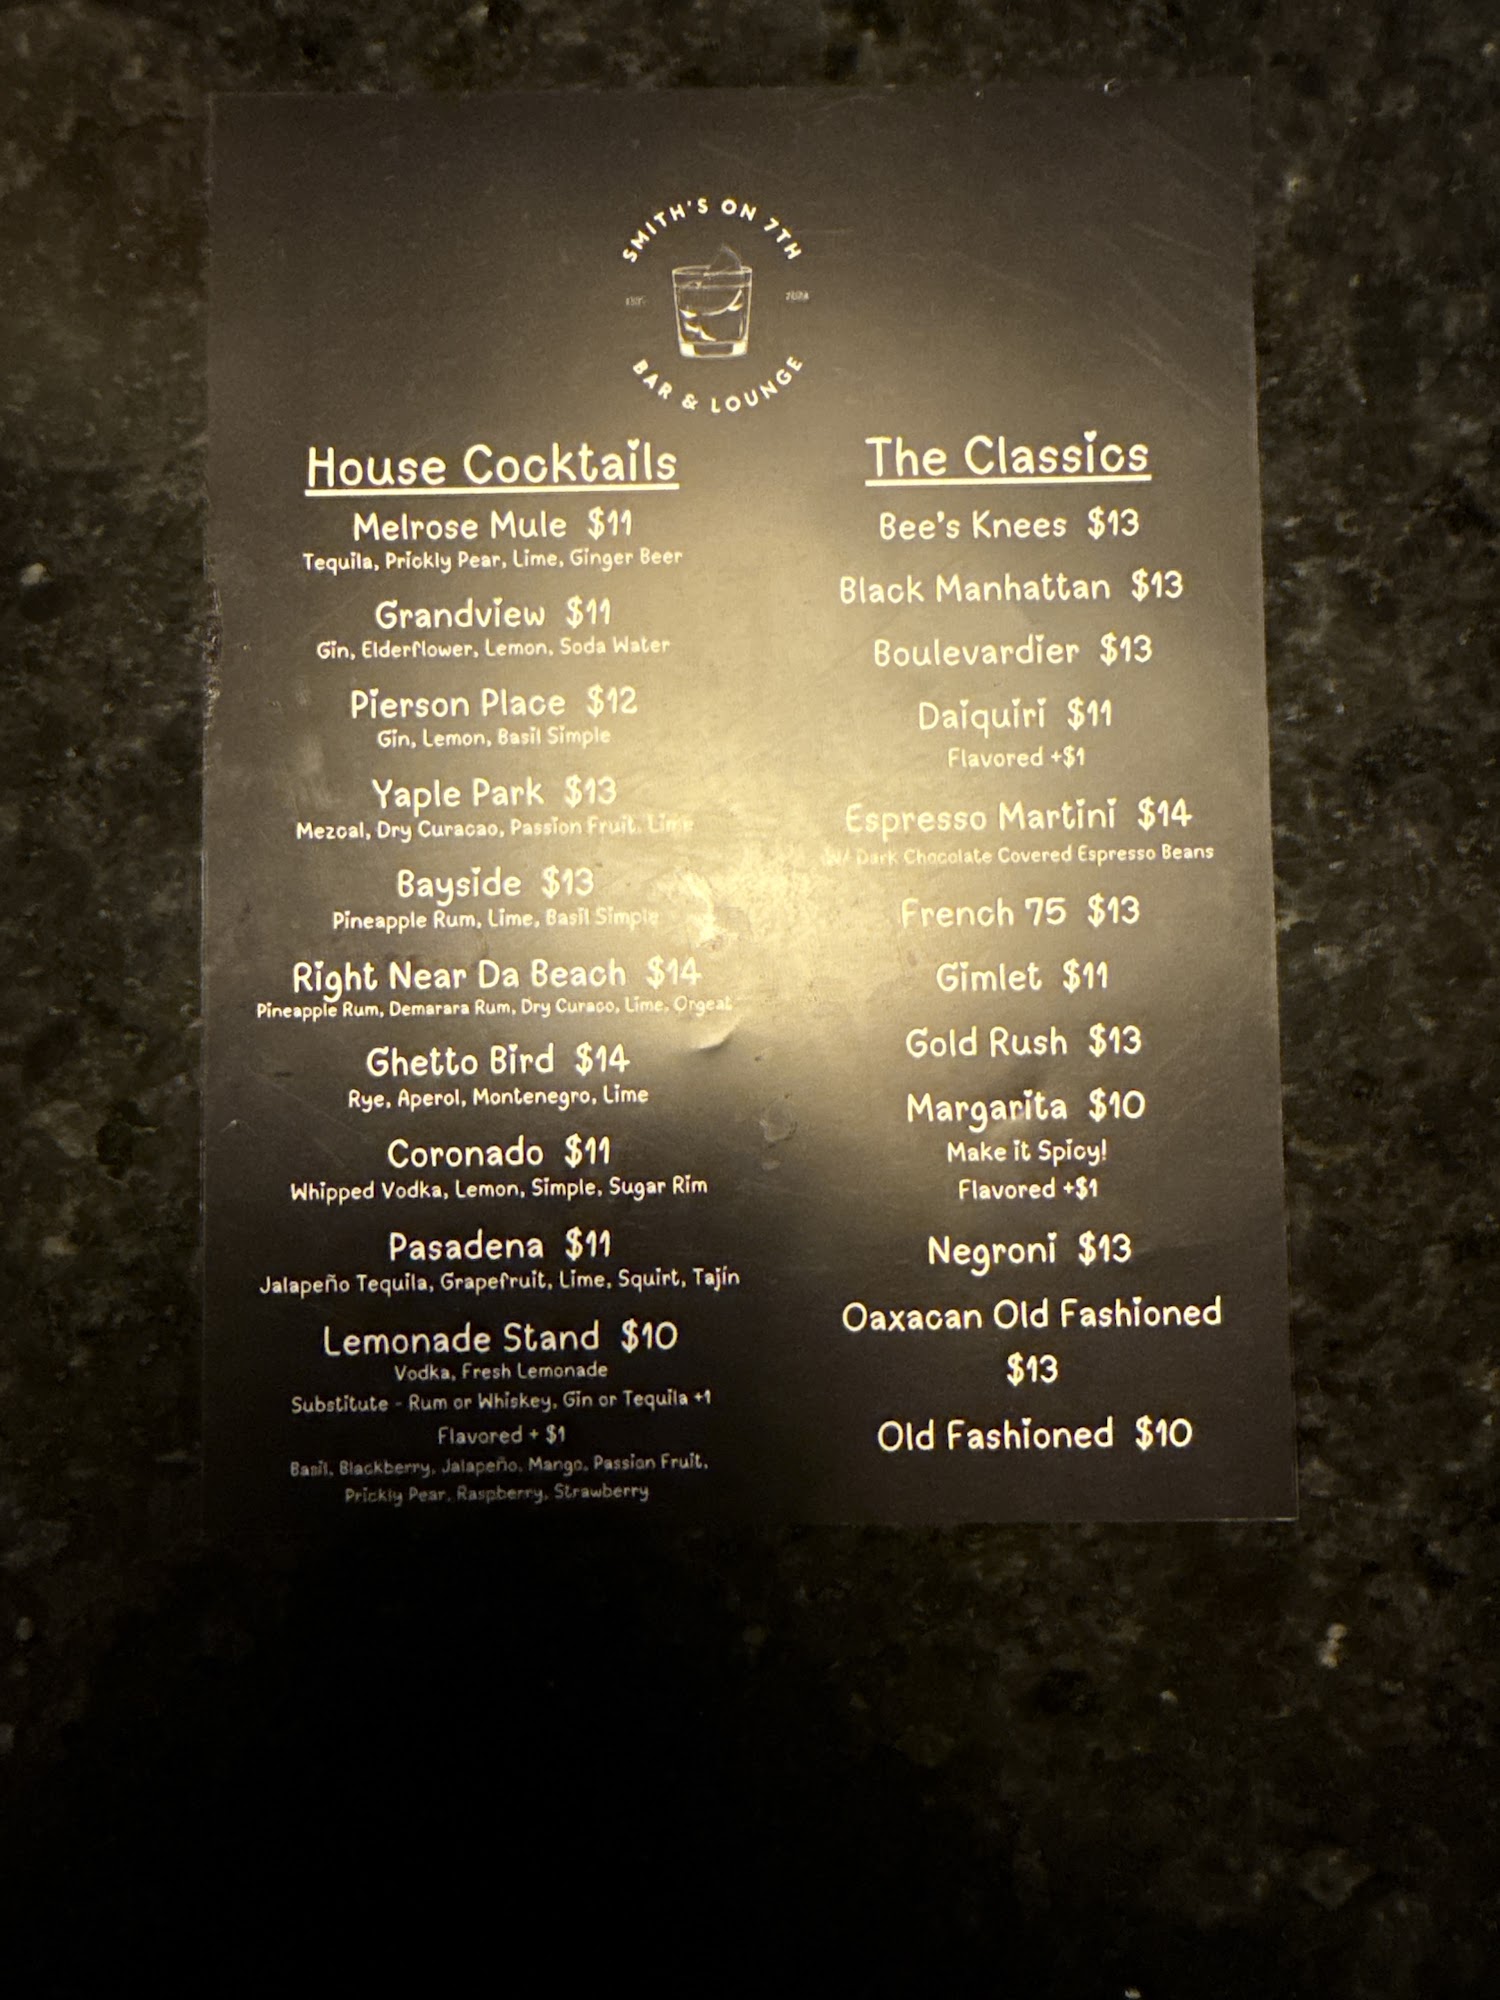 SMITH'S ON 7TH
EST. 2023
BAR & LOUNGE
House Cocktails
Melrose Mule $11
Tequila, Prickly Pear, Lime, Ginger Beer
Grandview $11
Gin, Elderflower, Lemon, Soda Water
Pierson Place $12
Gin, Lemon, Basil Simple
Yaple Park $13
Mezcal, Dry Curacao, Passion Fruit, Lime
Bayside $13
Pineapple Rum, Lime, Basil Simple
Right Near Da Beach $14
Pineapple Rum, Demarara Rum, Dry Curaco, Lime, Orgeat
Ghetto Bird $14
Rye, Aperol, Montenegro, Lime
Coronado $11
Whipped Vodka, Lemon, Simple, Sugar Rim
Pasadena $11
Jalapeño Tequila, Grapefruit, Lime, Squirt, Tajín
Lemonade Stand $10
Vodka, Fresh Lemonade
Substitute - Rum or Whiskey, Gin or Tequila +1
Flavored + $1
Basil, Blackberry, Jalapeño, Mango, Passion Fruit,
Prickly Pear, Raspberry, Strawberry
The Classics
Bee's Knees $13
Black Manhattan $13
Boulevardier $13
Daiquiri $11
Flavored +$1
Espresso Martini $14
W/ Dark Chocolate Covered Espresso Beans
French 75 $13
Gimlet $11
Gold Rush $13
Margarita $10
Make it Spicy!
Flavored +$1
Negroni $13
Oaxacan Old Fashioned
$13
Old Fashioned $10